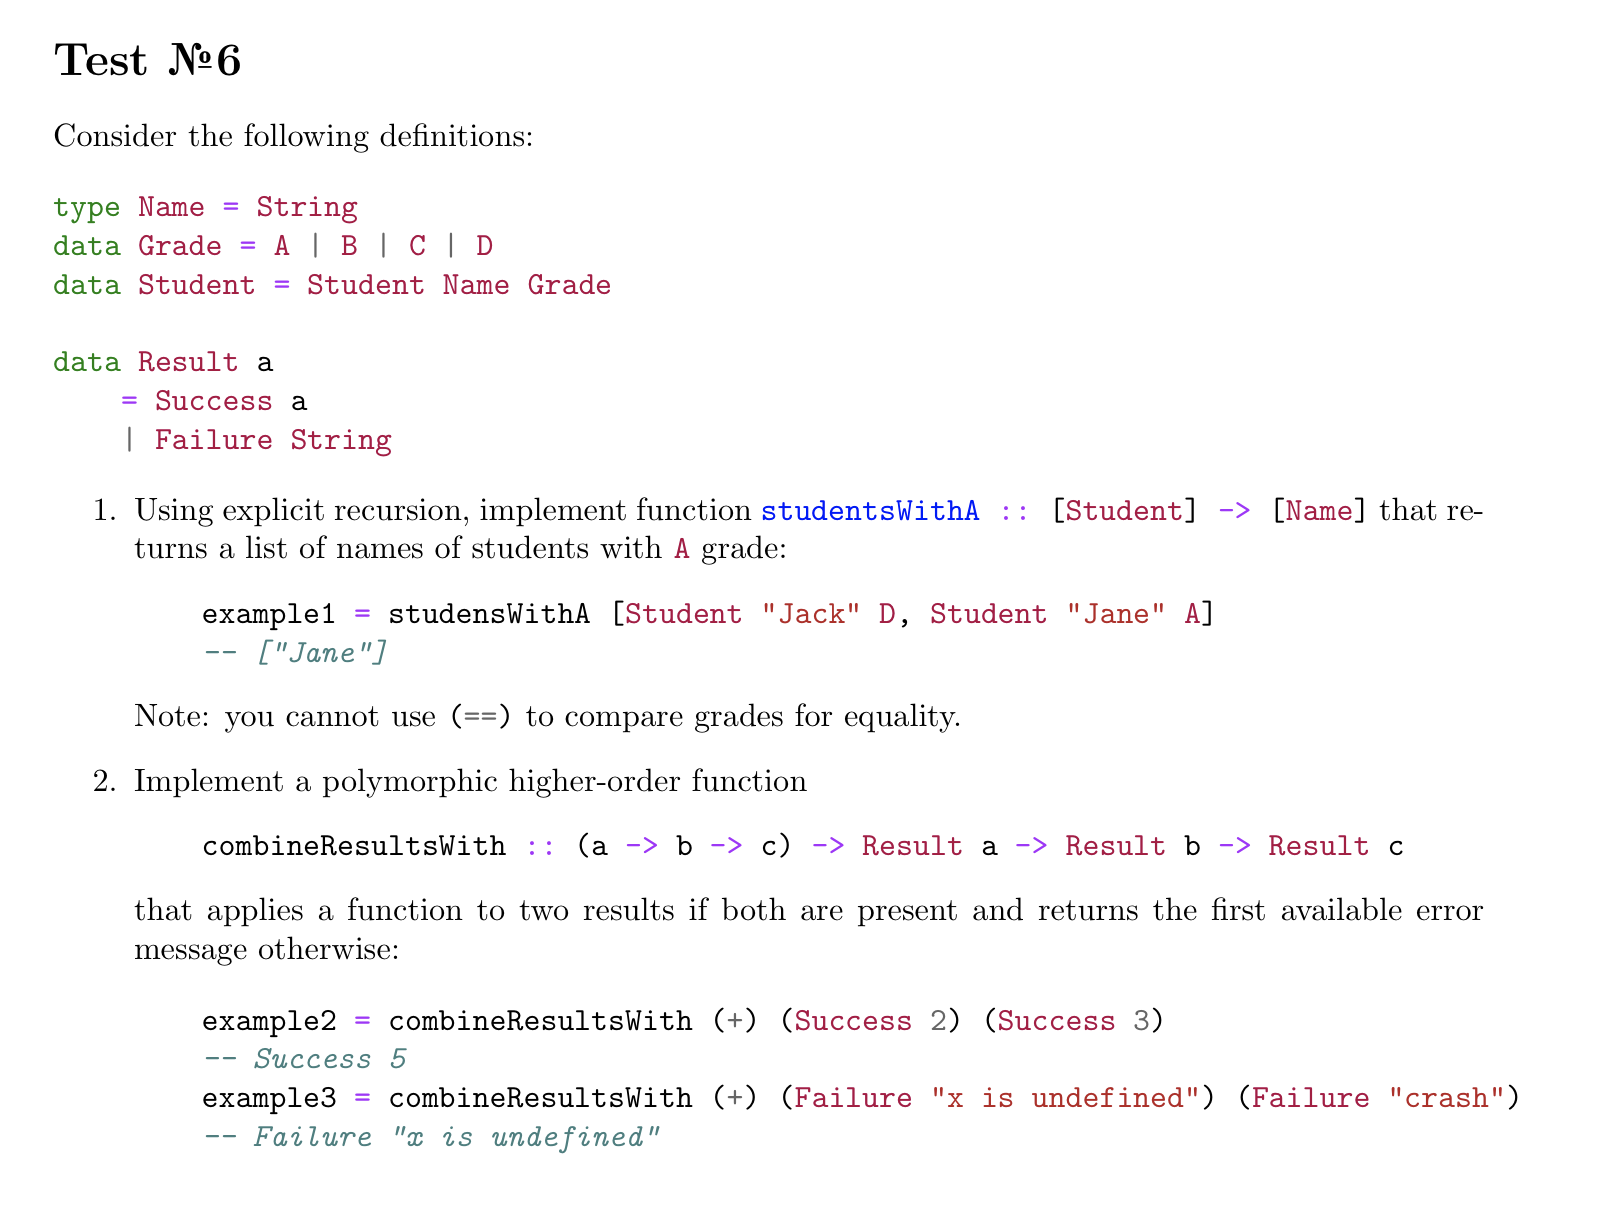 Test №6
Consider the following definitions:
type Name = String
data Grade = A | B | C | D
data Student = Student Name Grade
data Result a
    = Success a
    | Failure String
1. Using explicit recursion, implement function studentsWithA :: [Student] -> [Name] that re-
turns a list of names of students with A grade:
example1 = studensWithA [Student "Jack" D, Student "Jane" A]
-- ["Jane"]
Note: you cannot use (==) to compare grades for equality.
2. Implement a polymorphic higher-order function
combineResultsWith :: (a -> b -> c) -> Result a -> Result b -> Result c
that applies a function to two results if both are present and returns the first available error
message otherwise:
example2 = combineResultsWith (+) (Success 2) (Success 3)
-- Success 5
example3 = combineResultsWith (+) (Failure "x is undefined") (Failure "crash")
-- Failure "x is undefined"